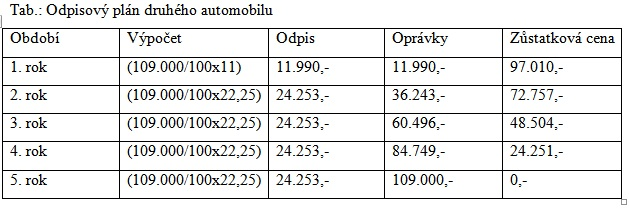 Tab.: Odpisový plán druhého automobilu
Období Výpočet Odpis Oprávky Zůstatková cena
1. rok (109.000/100x11) 11.990,- 11.990,- 97.010,-
2. rok (109.000/100x22,25) 24.253,- 36.243,- 72.757,-
3. rok (109.000/100x22,25) 24.253,- 60.496,- 48.504,-
4. rok (109.000/100x22,25) 24.253,- 84.749,- 24.251,-
5. rok (109.000/100x22,25) 24.253,- 109.000,- 0,-